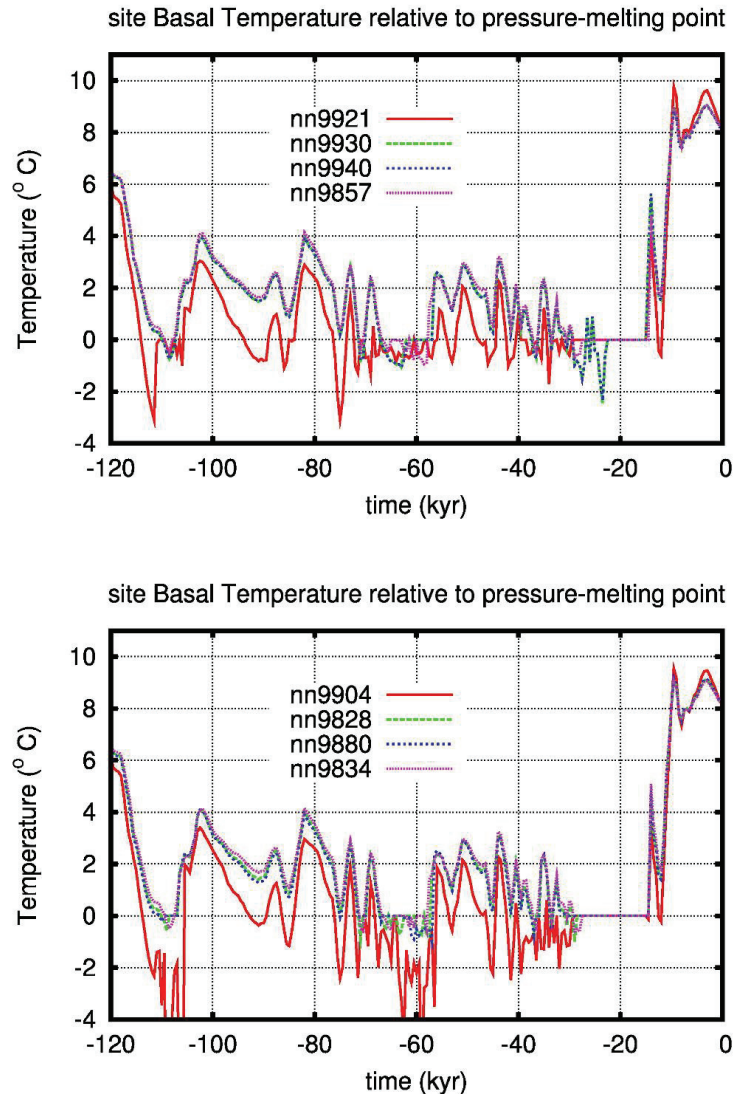 site Basal Temperature relative to pressure-melting point
10
8
6
4
2
0
-2
-4
Temperature (° C)
nn9921
nn9930
nn9940
nn9857
-120 -100 -80 -60 -40 -20 0
time (kyr)
site Basal Temperature relative to pressure-melting point
10
8
6
4
2
0
-2
-4
Temperature (° C)
nn9904
nn9828
nn9880
nn9834
-120 -100 -80 -60 -40 -20 0
time (kyr)